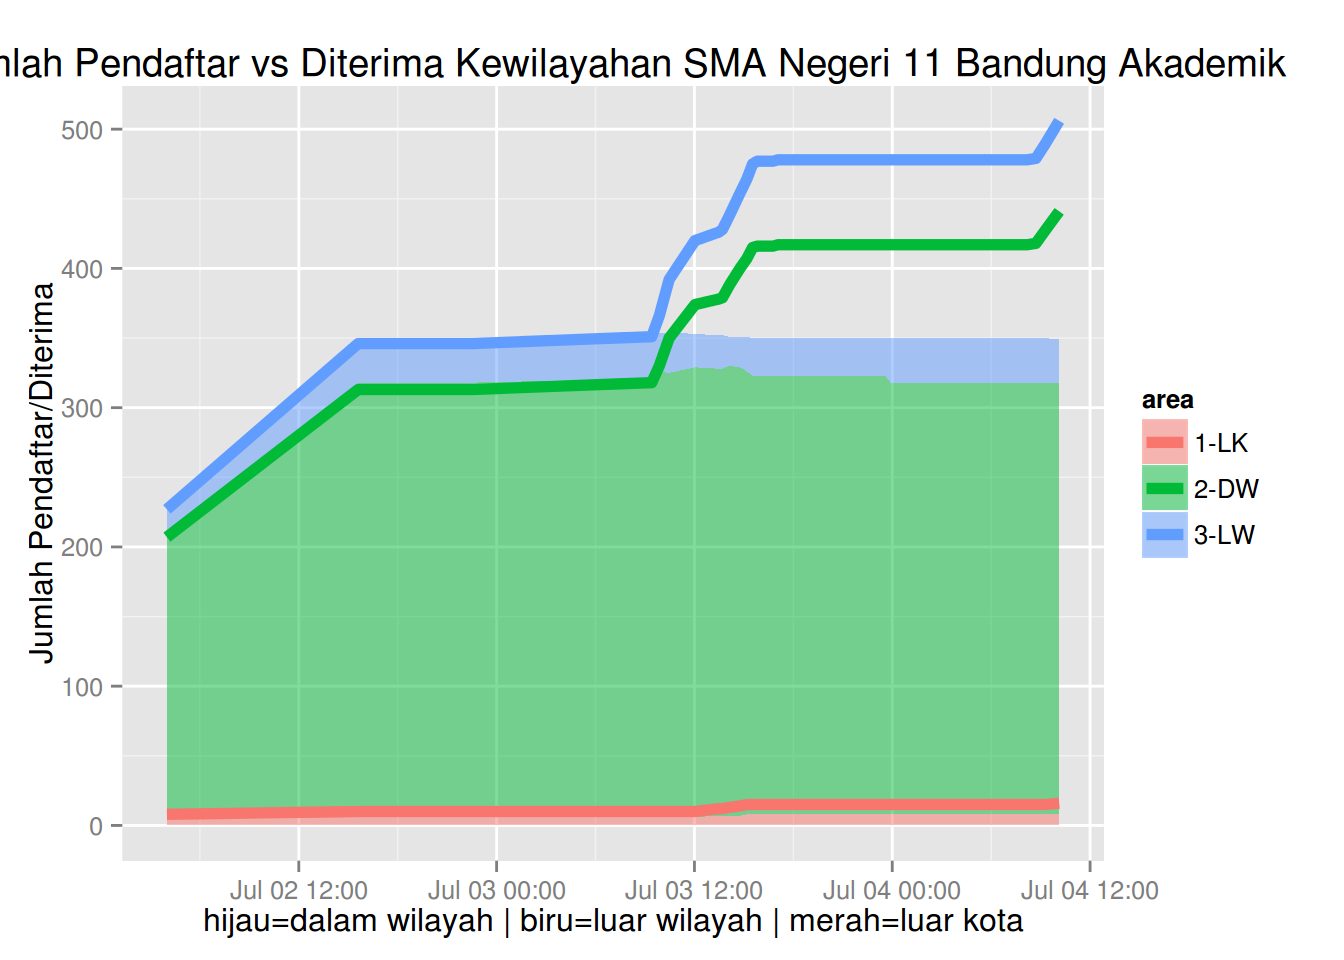 mlah Pendaftar vs Diterima Kewilayahan SMA Negeri 11 Bandung Akademik
Jumlah Pendaftar/Diterima
500
400
300
200
100
0
Jul 02 12:00
Jul 03 00:00
Jul 03 12:00
Jul 04 00:00
Jul 04 12:00
hijau=dalam wilayah | biru=luar wilayah | merah=luar kota
area
1-LK
2-DW
3-LW